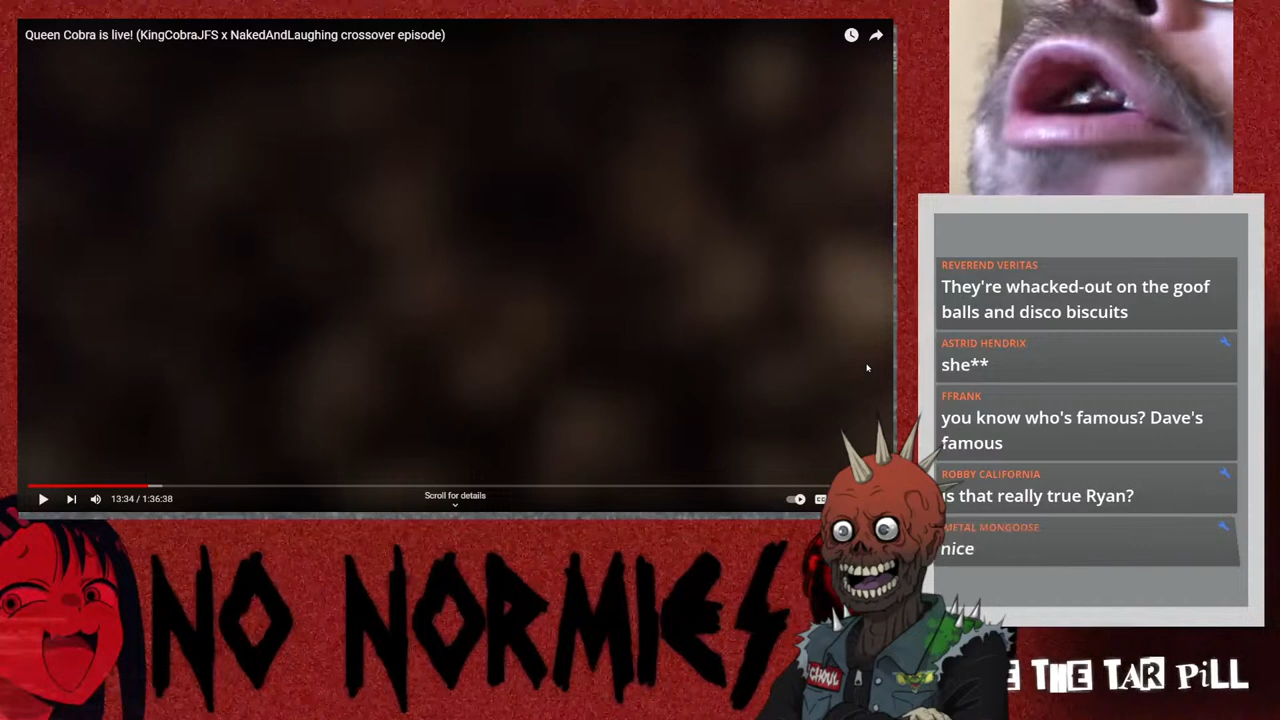 Queen Cobra is live! (KingCobraJFS x NakedAndLaughing crossover episode)
REVEREND VERITAS
They're whacked-out on the goof
balls and disco biscuits
ASTRID HENDRIX
she**
FFRANK
you know who's famous? Dave's
famous
ROBBY CALIFORNIA
is that really true Ryan?
METAL MONGOOSE
nice
13:34 / 1:36:38
Scroll for details
CC
NO NORMIES
GHOUL
THE TAR PiLL